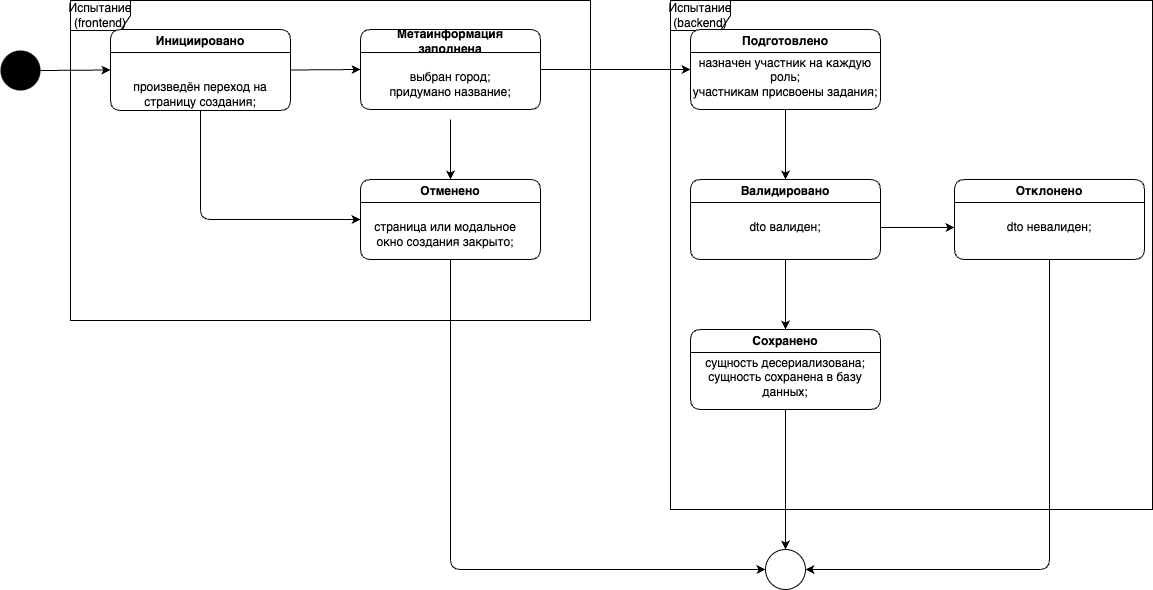 Испытание
(frontend)
Инициировано
произведён переход на
страницу создания;
Метаинформация
заполнена
выбран город;
придумано название;
Отменено
страница или модальное
окно создания закрыто;
Испытание
(backend)
Подготовлено
назначен участник на каждую
роль;
участникам присвоены задания;
Валидировано
dto валиден;
Отклонено
dto невалиден;
Сохранено
сущность десериализована;
сущность сохранена в базу
данных;